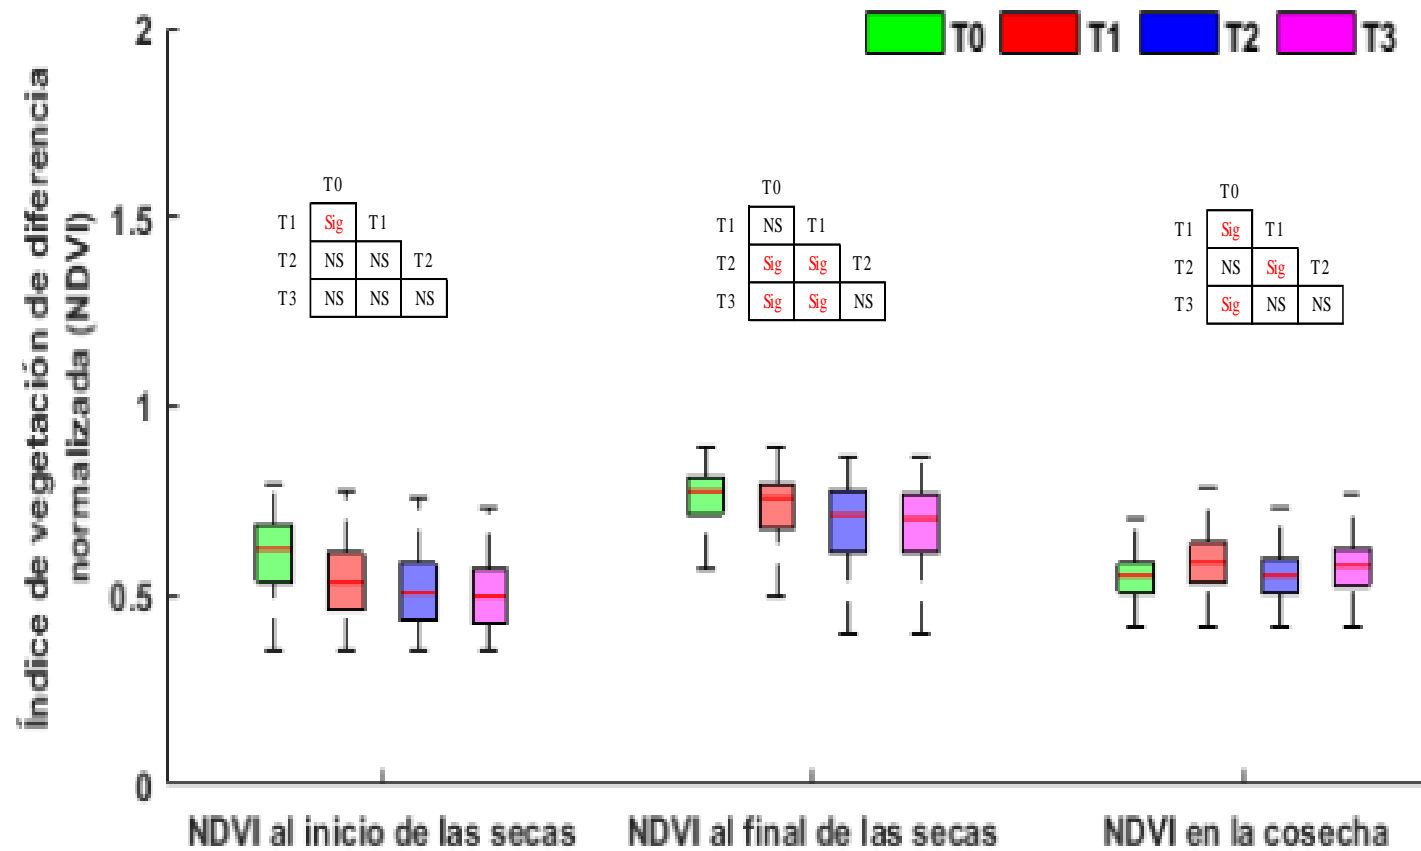 T0 T1 T2 T3
Índice de vegetación de diferencia
normalizada (NDVI)
2
1.5
1
0.5
0
T0
T1 Sig T1
T2 NS NS T2
T3 NS NS NS
T0
T1 NS T1
T2 Sig Sig T2
T3 Sig Sig NS
T0
T1 Sig T1
T2 NS Sig T2
T3 Sig NS NS
NDVI al inicio de las secas
NDVI al final de las secas
NDVI en la cosecha